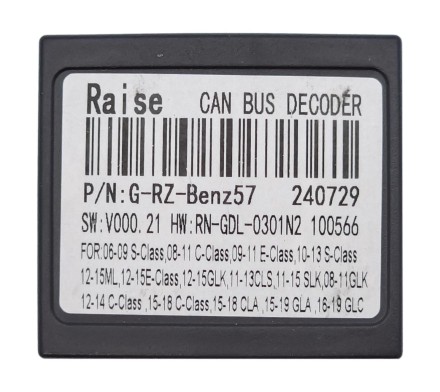 Raise CAN BUS DECODER
P/N:G-RZ-Benz57 240729
SW:V000.21 HW:RN-GDL-0301N2 100566
FOR:06-09 S-Class,08-11 C-Class,09-11 E-Class,10-13 S-Class
12-15ML,12-15E-Class,12-15GLK,11-13CLS,11-15 SLK,08-11GLK
12-14 C-Class ,15-18 C-Class,15-18 CLA ,15-19 GLA ,16-19 GLC